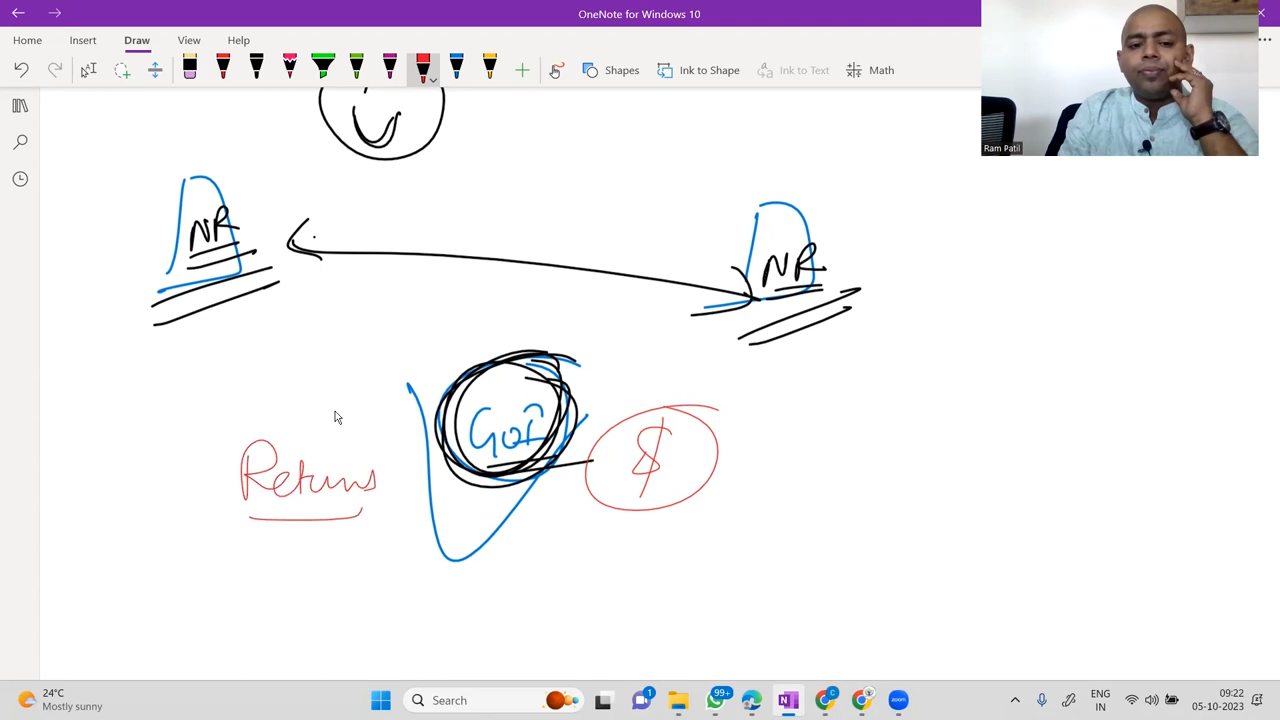 OneNote for Windows 10
Home Insert Draw View Help
Shapes Ink to Shape Ink to Text Math
Ram Patil
NR
NR
GOI
$
Returns
24°C
Mostly sunny
Search
1
99+
ENG
IN
09:22
05-10-2023